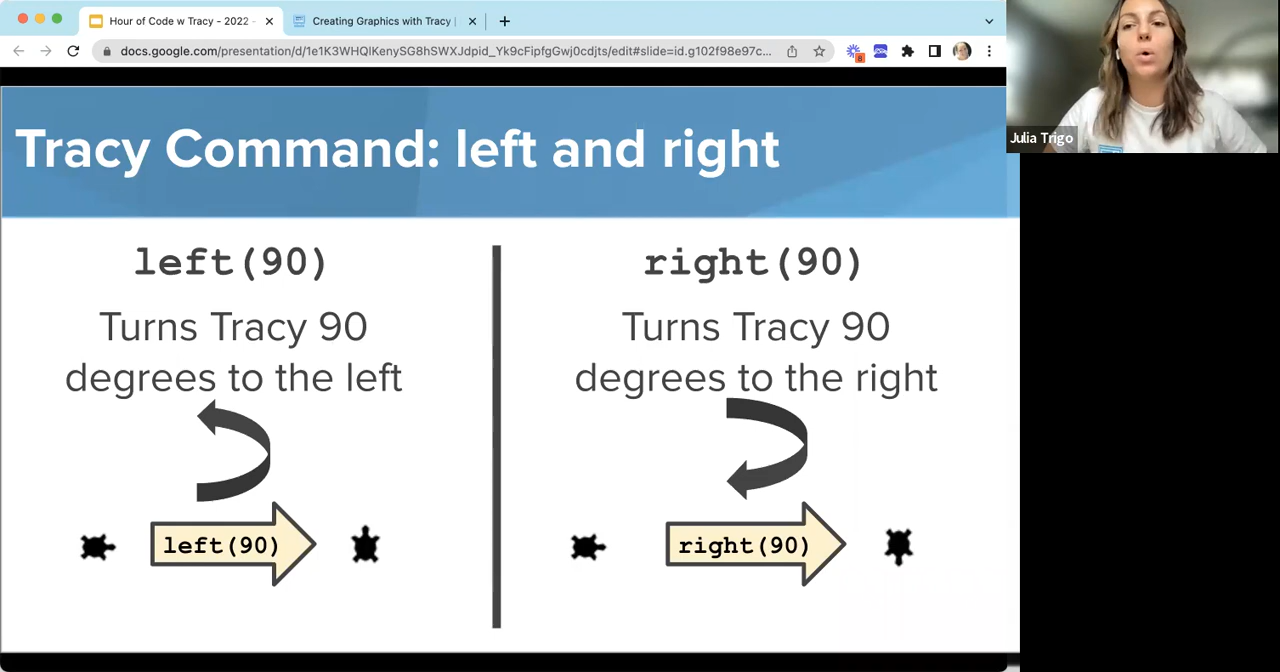 Hour of Code w Tracy - 2022 -
Creating Graphics with Tracy |
docs.google.com/presentation/d/1e1K3WHQlKenySG8hSWXJdpid_Yk9cFipfgGwj0cdjts/edit#slide=id.g102f98e97c...
8
Julia Trigo
Tracy Command: left and right
left(90)
Turns Tracy 90
degrees to the left
left(90)
right(90)
Turns Tracy 90
degrees to the right
right(90)